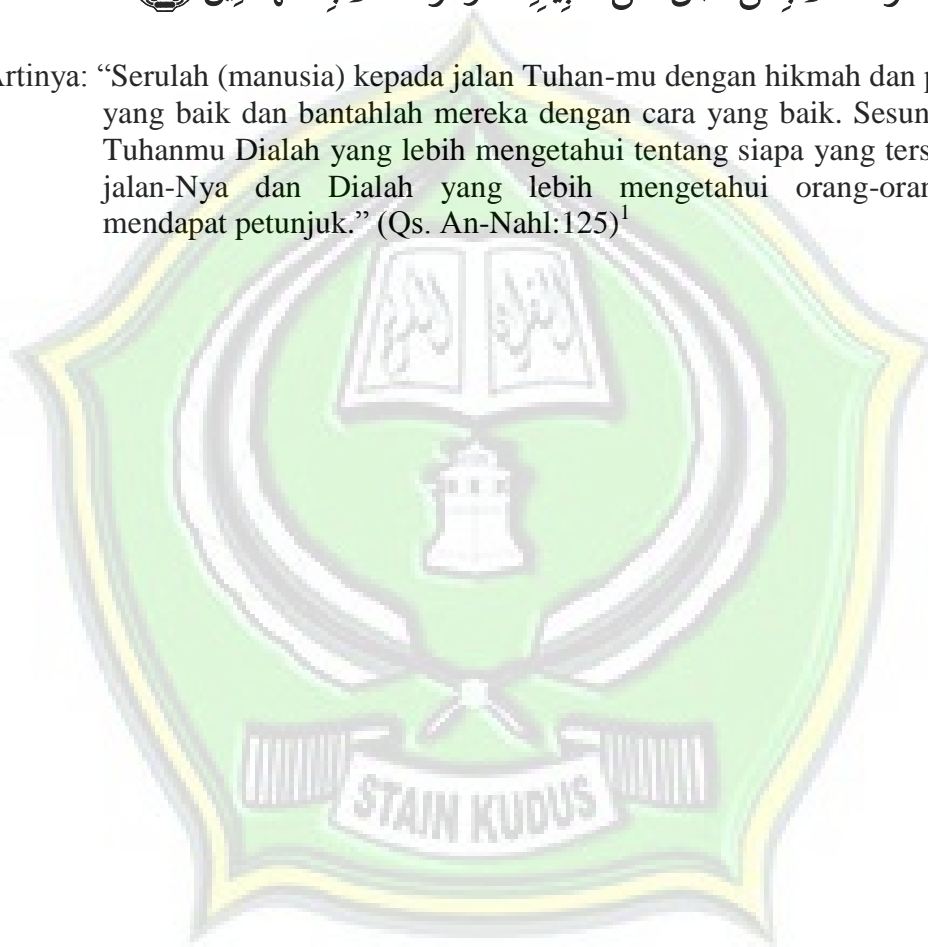 Artinya: “Serulah (manusia) kepada jalan Tuhan-mu dengan hikmah dan p
yang baik dan bantahlah mereka dengan cara yang baik. Sesun
Tuhanmu Dialah yang lebih mengetahui tentang siapa yang ters
jalan-Nya dan Dialah yang lebih mengetahui orang-oran
mendapat petunjuk.” (Qs. An-Nahl:125)1
STAIN KUDUS